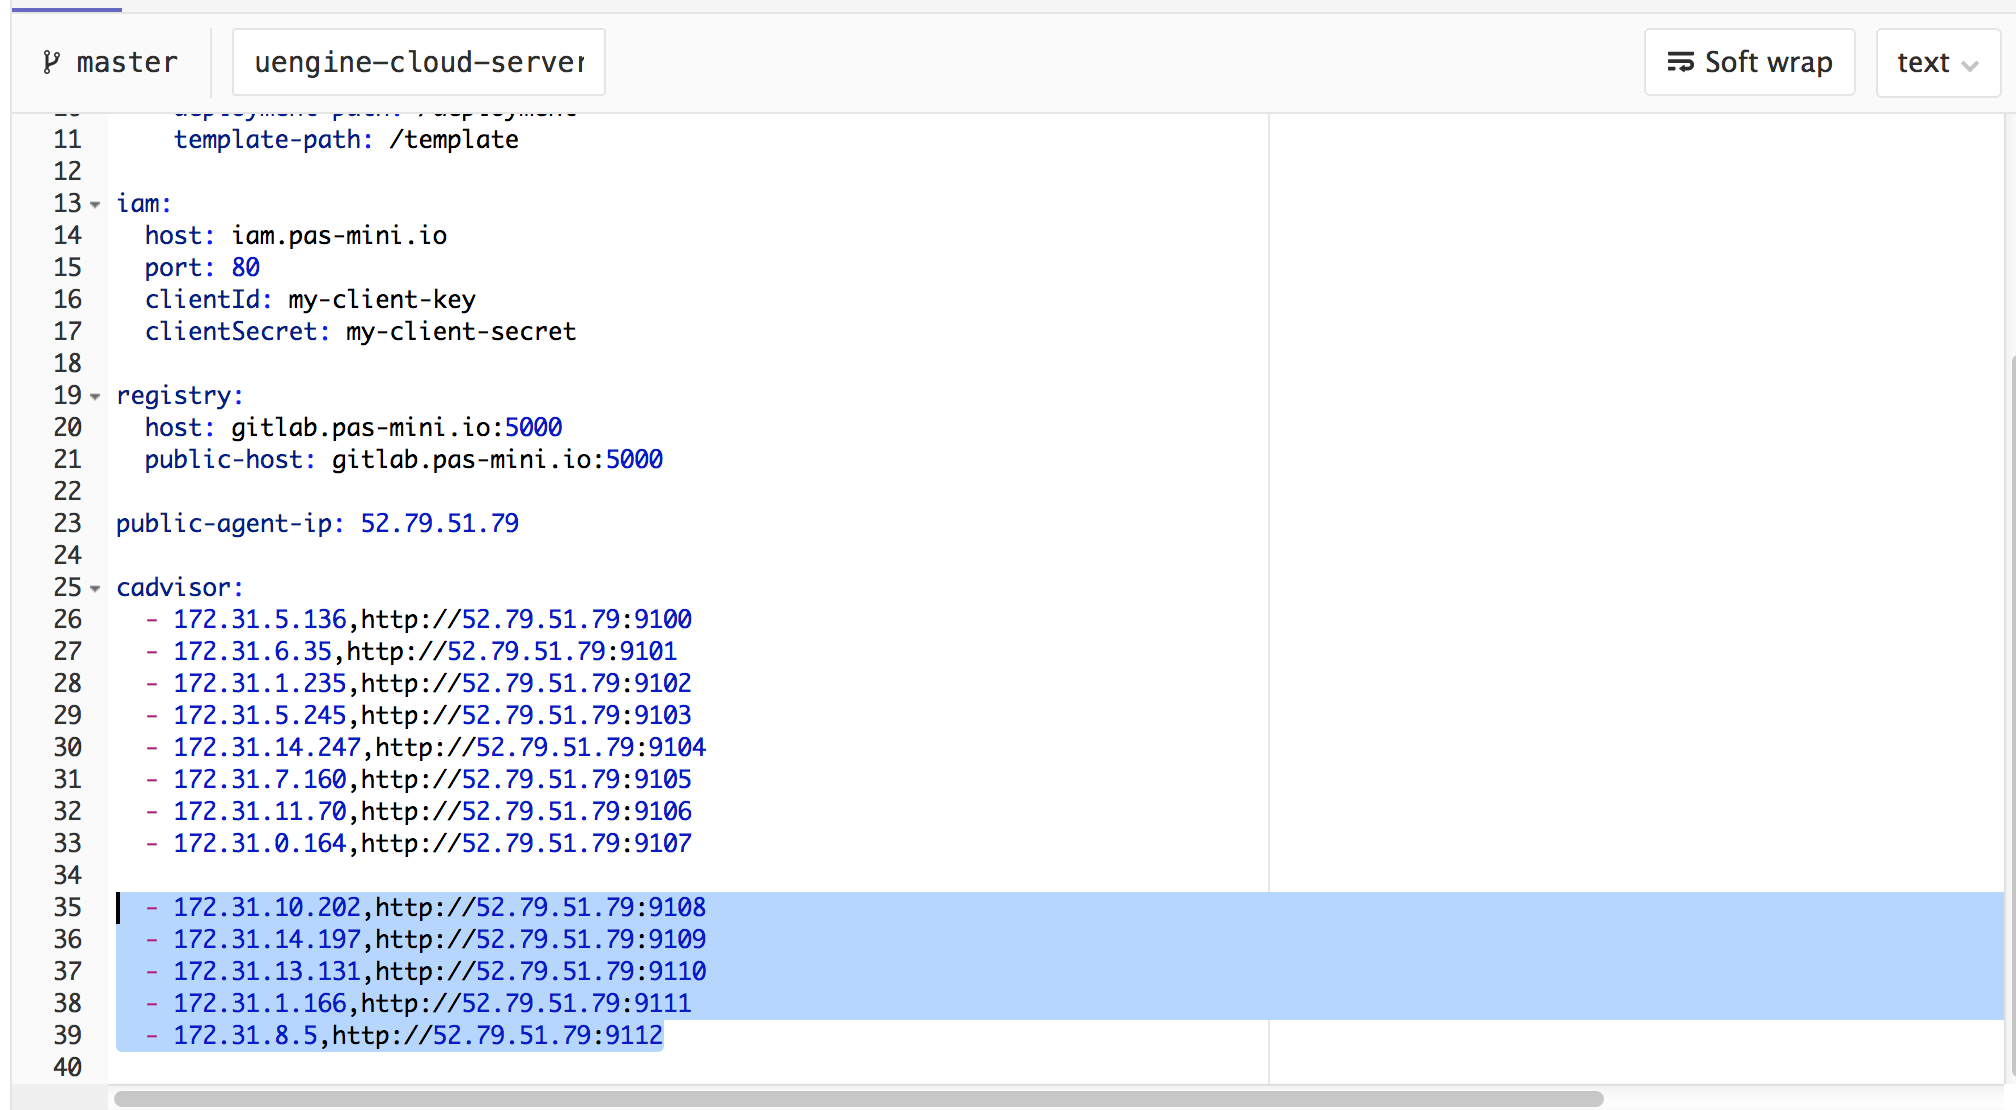 master
uengine-cloud-server
Soft wrap
text
10 deployment-path: /deployment
11 template-path: /template
12
13 iam:
14 host: iam.pas-mini.io
15 port: 80
16 clientId: my-client-key
17 clientSecret: my-client-secret
18
19 registry:
20 host: gitlab.pas-mini.io:5000
21 public-host: gitlab.pas-mini.io:5000
22
23 public-agent-ip: 52.79.51.79
24
25 cadvisor:
26 - 172.31.5.136,http://52.79.51.79:9100
27 - 172.31.6.35,http://52.79.51.79:9101
28 - 172.31.1.235,http://52.79.51.79:9102
29 - 172.31.5.245,http://52.79.51.79:9103
30 - 172.31.14.247,http://52.79.51.79:9104
31 - 172.31.7.160,http://52.79.51.79:9105
32 - 172.31.11.70,http://52.79.51.79:9106
33 - 172.31.0.164,http://52.79.51.79:9107
34
35 - 172.31.10.202,http://52.79.51.79:9108
36 - 172.31.14.197,http://52.79.51.79:9109
37 - 172.31.13.131,http://52.79.51.79:9110
38 - 172.31.1.166,http://52.79.51.79:9111
39 - 172.31.8.5,http://52.79.51.79:9112
40